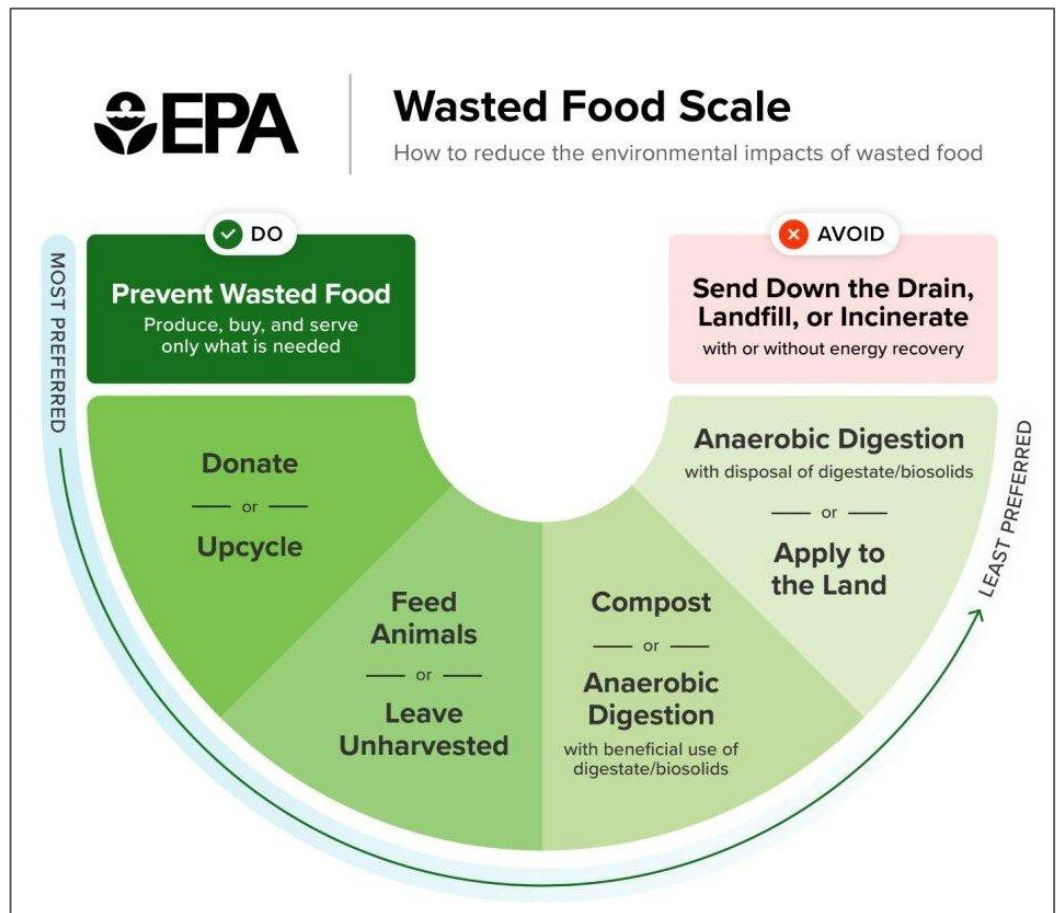 EPA
Wasted Food Scale
How to reduce the environmental impacts of wasted food
DO
Prevent Wasted Food
Produce, buy, and serve
only what is needed
AVOID
Send Down the Drain,
Landfill, or Incinerate
with or without energy recovery
MOST PREFERRED
Donate
or
Upcycle
Feed
Animals
or
Leave
Unharvested
Compost
or
Anaerobic
Digestion
with beneficial use of
digestate/biosolids
Anaerobic Digestion
with disposal of digestate/biosolids
or
Apply to
the Land
LEAST PREFERRED